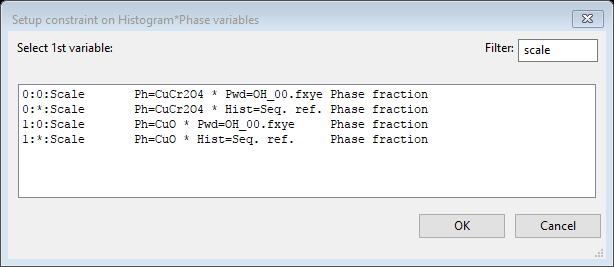 Setup constraint on Histogram*Phase variables
Select 1st variable: Filter: scale
0:0:Scale Ph=CuCr2O4 * Pwd=OH_00.fxye Phase fraction
0:*:Scale Ph=CuCr2O4 * Hist=Seq. ref. Phase fraction
1:0:Scale Ph=CuO * Pwd=OH_00.fxye Phase fraction
1:*:Scale Ph=CuO * Hist=Seq. ref. Phase fraction
OK Cancel